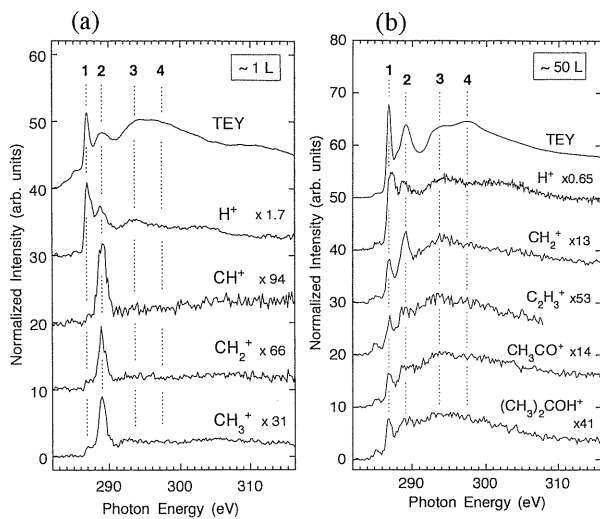 (a)
(b)
60
50
40
30
20
10
0
Normalized Intensity (arb. units)
1 2 3 4
~ 1 L
TEY
H⁺ x 1.7
CH⁺ x 94
CH₂⁺ x 66
CH₃⁺ x 31
290 300 310
Photon Energy (eV)
80
70
60
50
40
30
20
10
0
Normalized Intensity (arb. units)
1 2 3 4
~ 50 L
TEY
H⁺ x0.65
CH₂⁺ x13
C₂H₃⁺ x53
CH₃CO⁺ x14
(CH₃)₂COH⁺
x41
290 300 310
Photon Energy (eV)